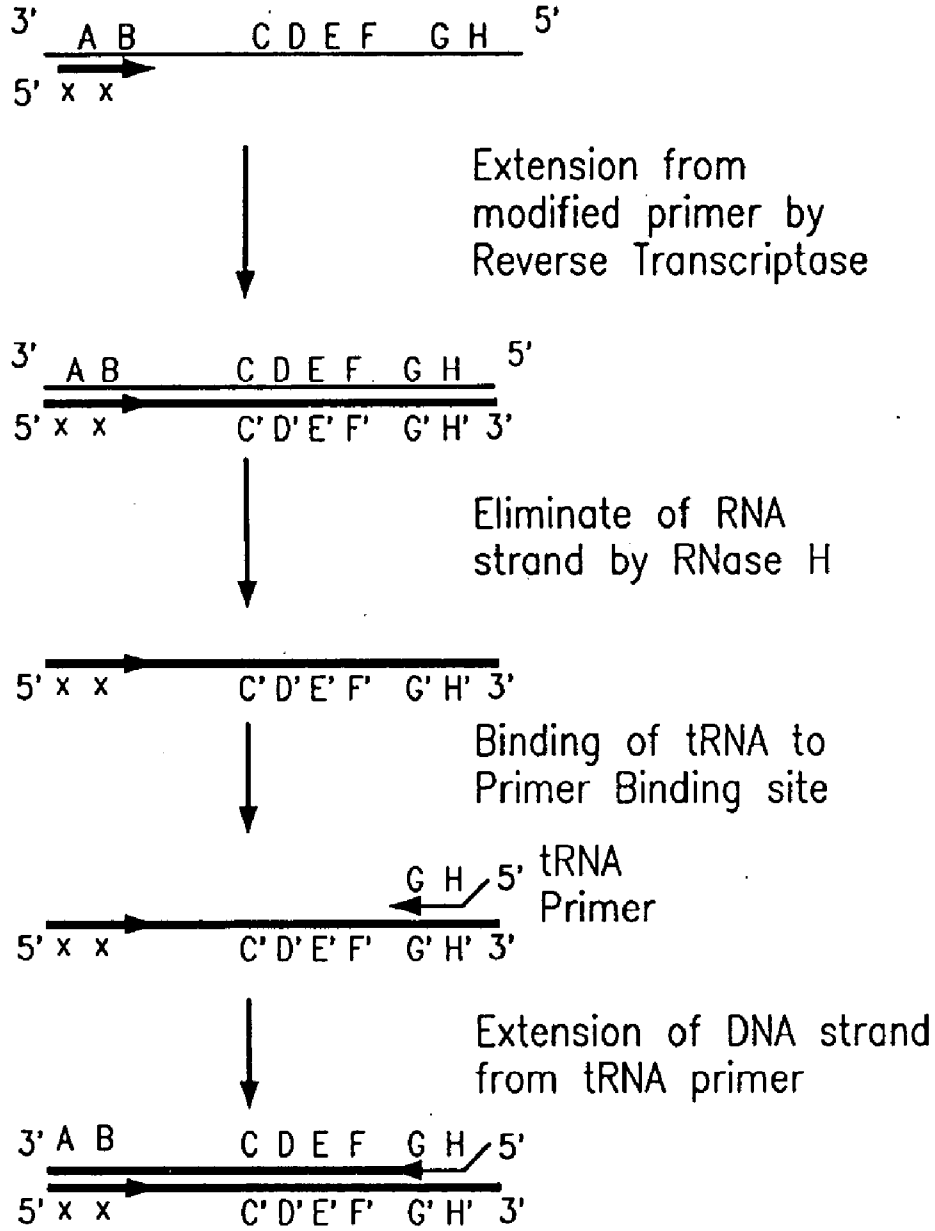 3' A B C D E F G H 5'
5' x x
Extension from
modified primer by
Reverse Transcriptase
3' A B C D E F G H 5'
5' x x C' D' E' F' G' H' 3'
Eliminate of RNA
strand by RNase H
5' x x C' D' E' F' G' H' 3'
Binding of tRNA to
Primer Binding site
G H 5' tRNA
Primer
5' x x C' D' E' F' G' H' 3'
Extension of DNA strand
from tRNA primer
3' A B C D E F G H 5'
5' x x C' D' E' F' G' H' 3'